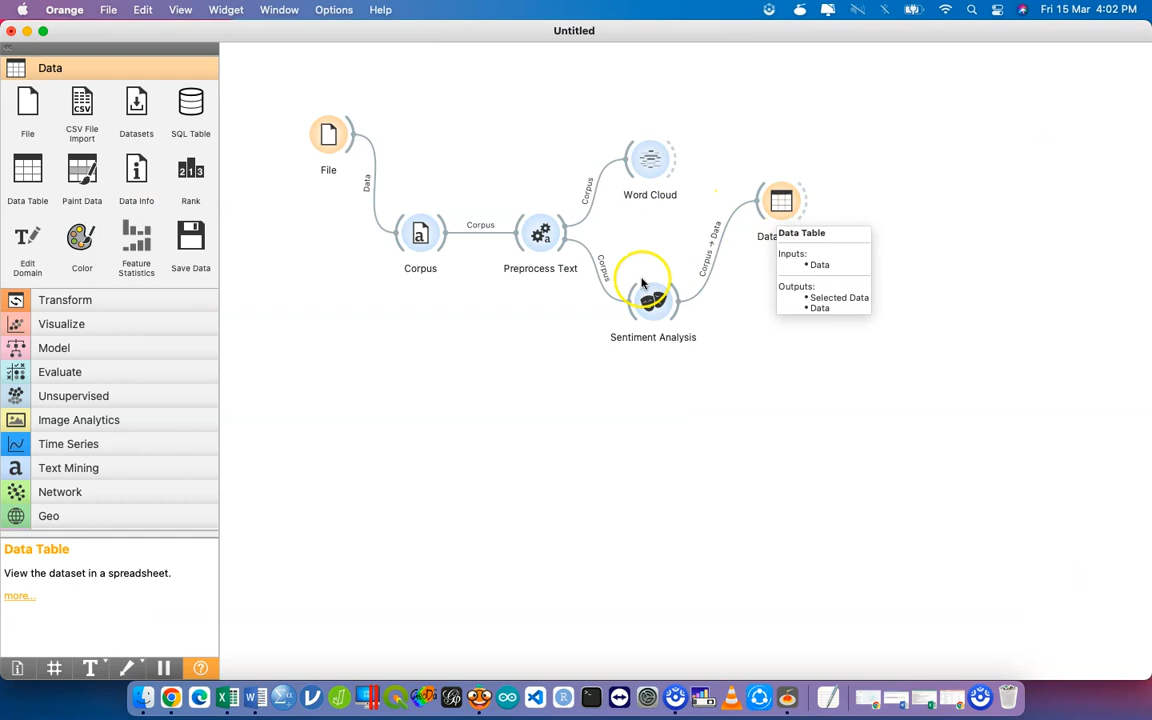 Orange File Edit View Widget Window Options Help Fri 15 Mar 4:02 PM
Untitled
Data
File
CSV File
Import
Datasets
SQL Table
Data Table
Paint Data
Data Info
Rank
Edit
Domain
Color
Feature
Statistics
Save Data
Transform
Visualize
Model
Evaluate
Unsupervised
Image Analytics
Time Series
Text Mining
Network
Geo
Data Table
View the dataset in a spreadsheet.
more...
File
Data
Corpus
Corpus
Preprocess Text
Corpus
Word Cloud
Corpus
Sentiment Analysis
Corpus → Data
Data
Data Table
Inputs:
• Data
Outputs:
• Selected Data
• Data